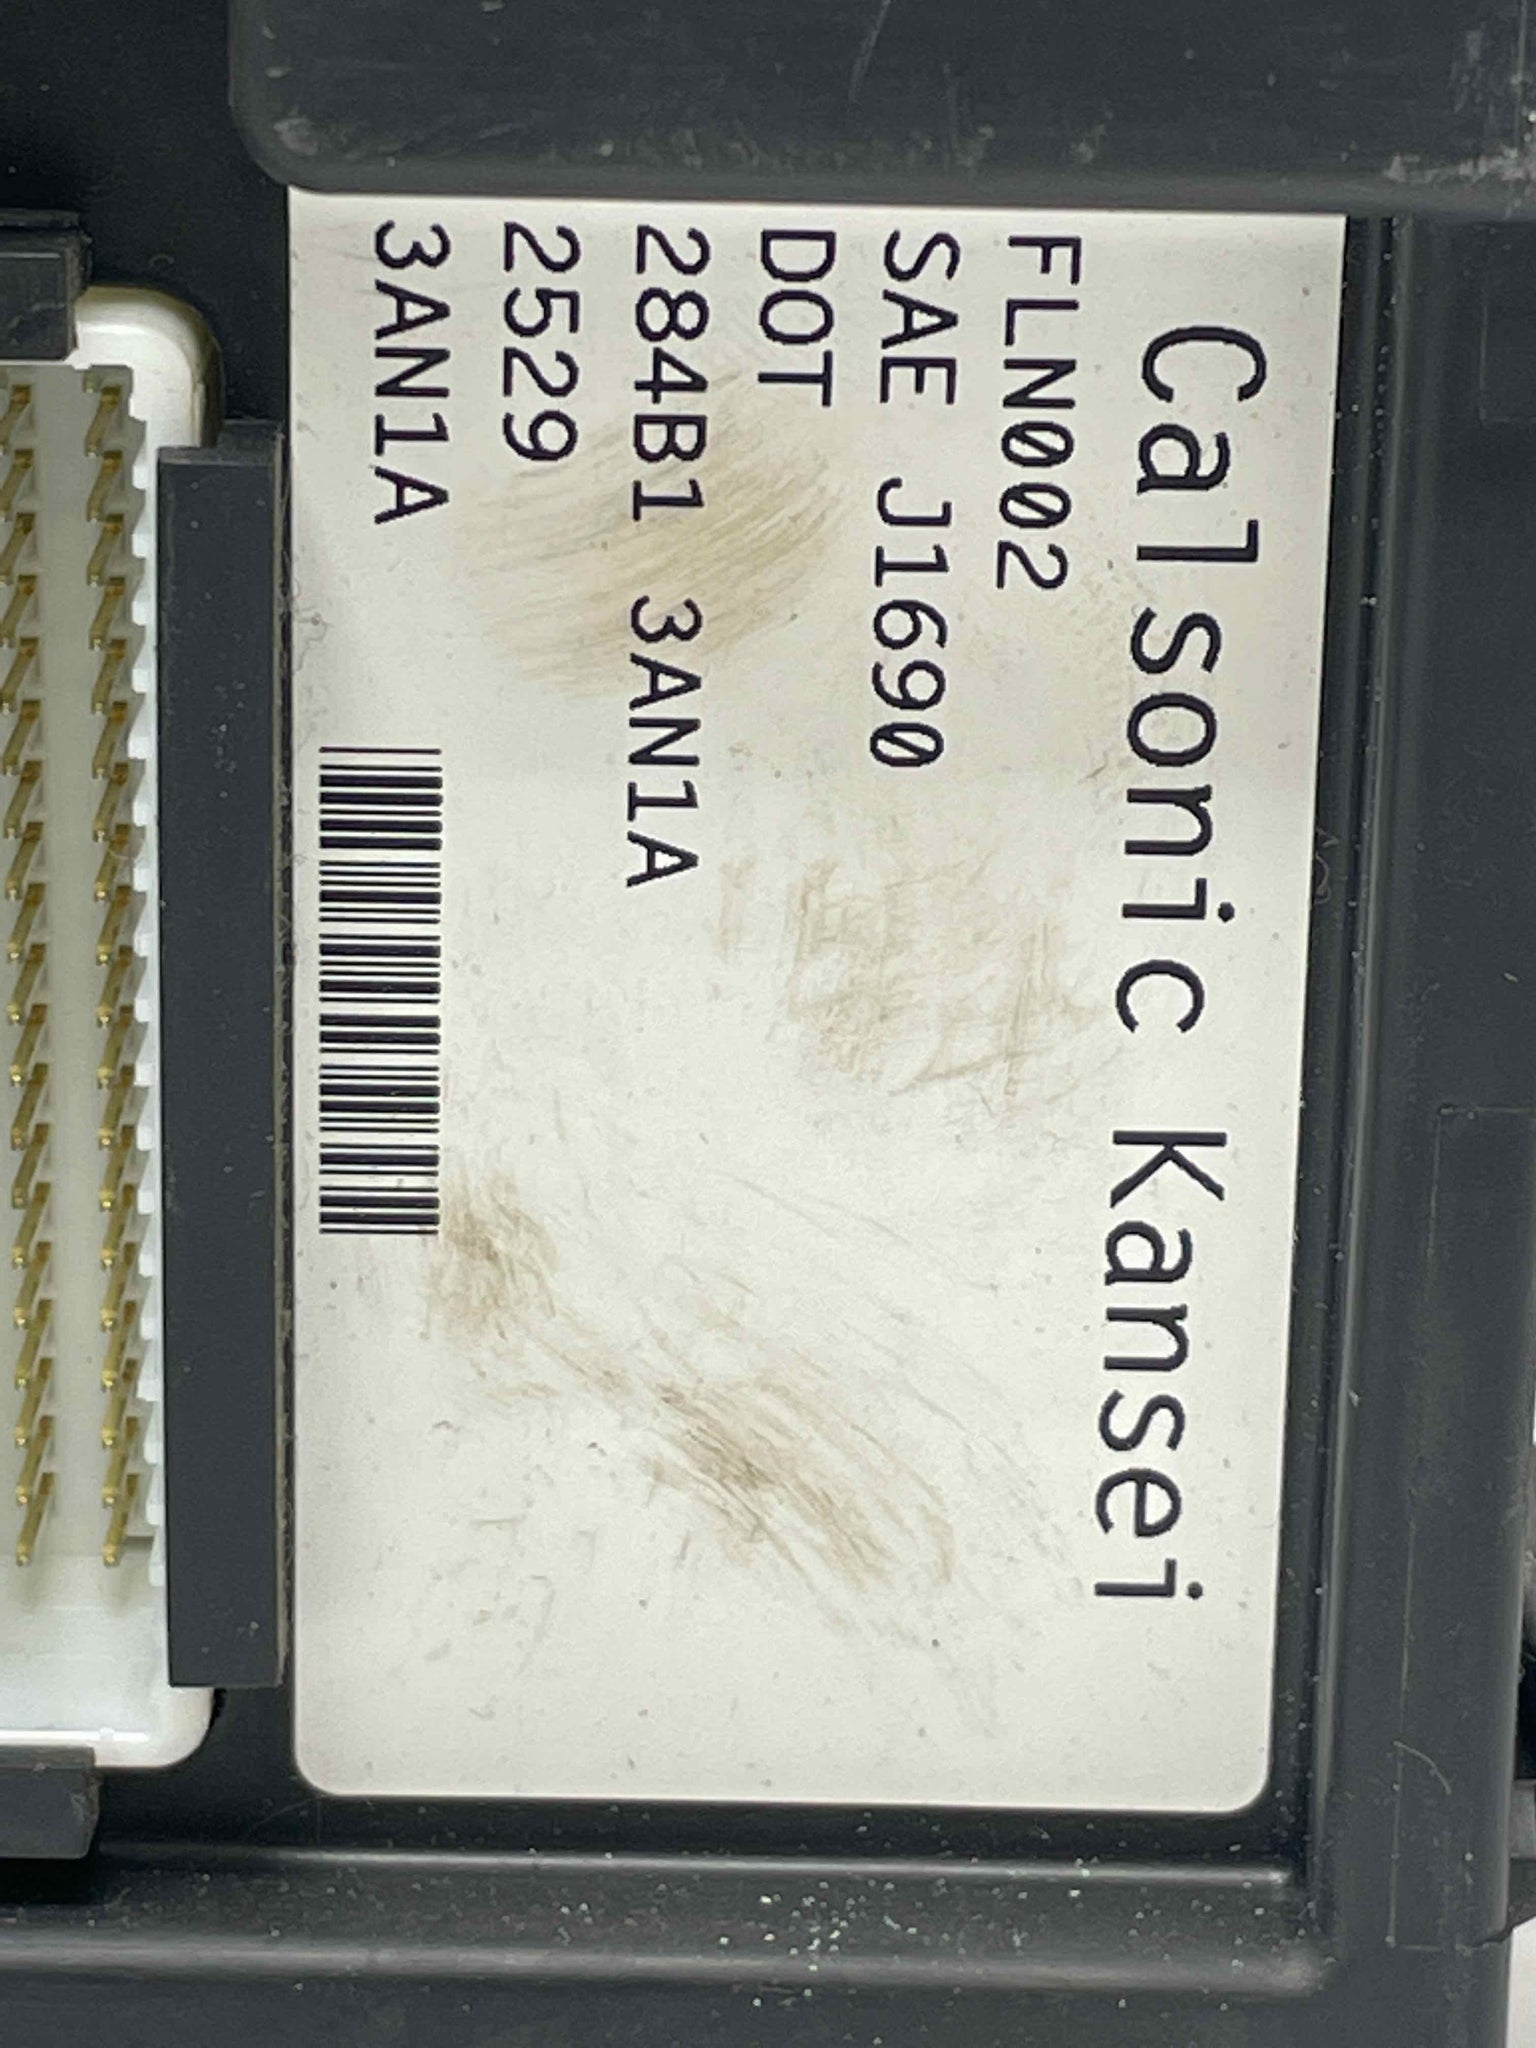 Calsonic Kansei
FLN002
SAE J1690
DOT
284B1 3AN1A
2529
3AN1A